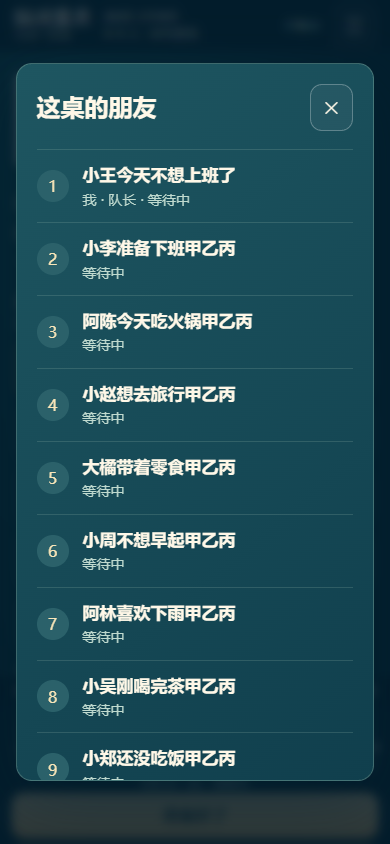 这桌的朋友
×
1
小王今天不想上班了
我 · 队长 · 等待中
2
小李准备下班甲乙丙
等待中
3
阿陈今天吃火锅甲乙丙
等待中
4
小赵想去旅行甲乙丙
等待中
5
大橘带着零食甲乙丙
等待中
6
小周不想早起甲乙丙
等待中
7
阿林喜欢下雨甲乙丙
等待中
8
小吴刚喝完茶甲乙丙
等待中
9
小郑还没吃饭甲乙丙